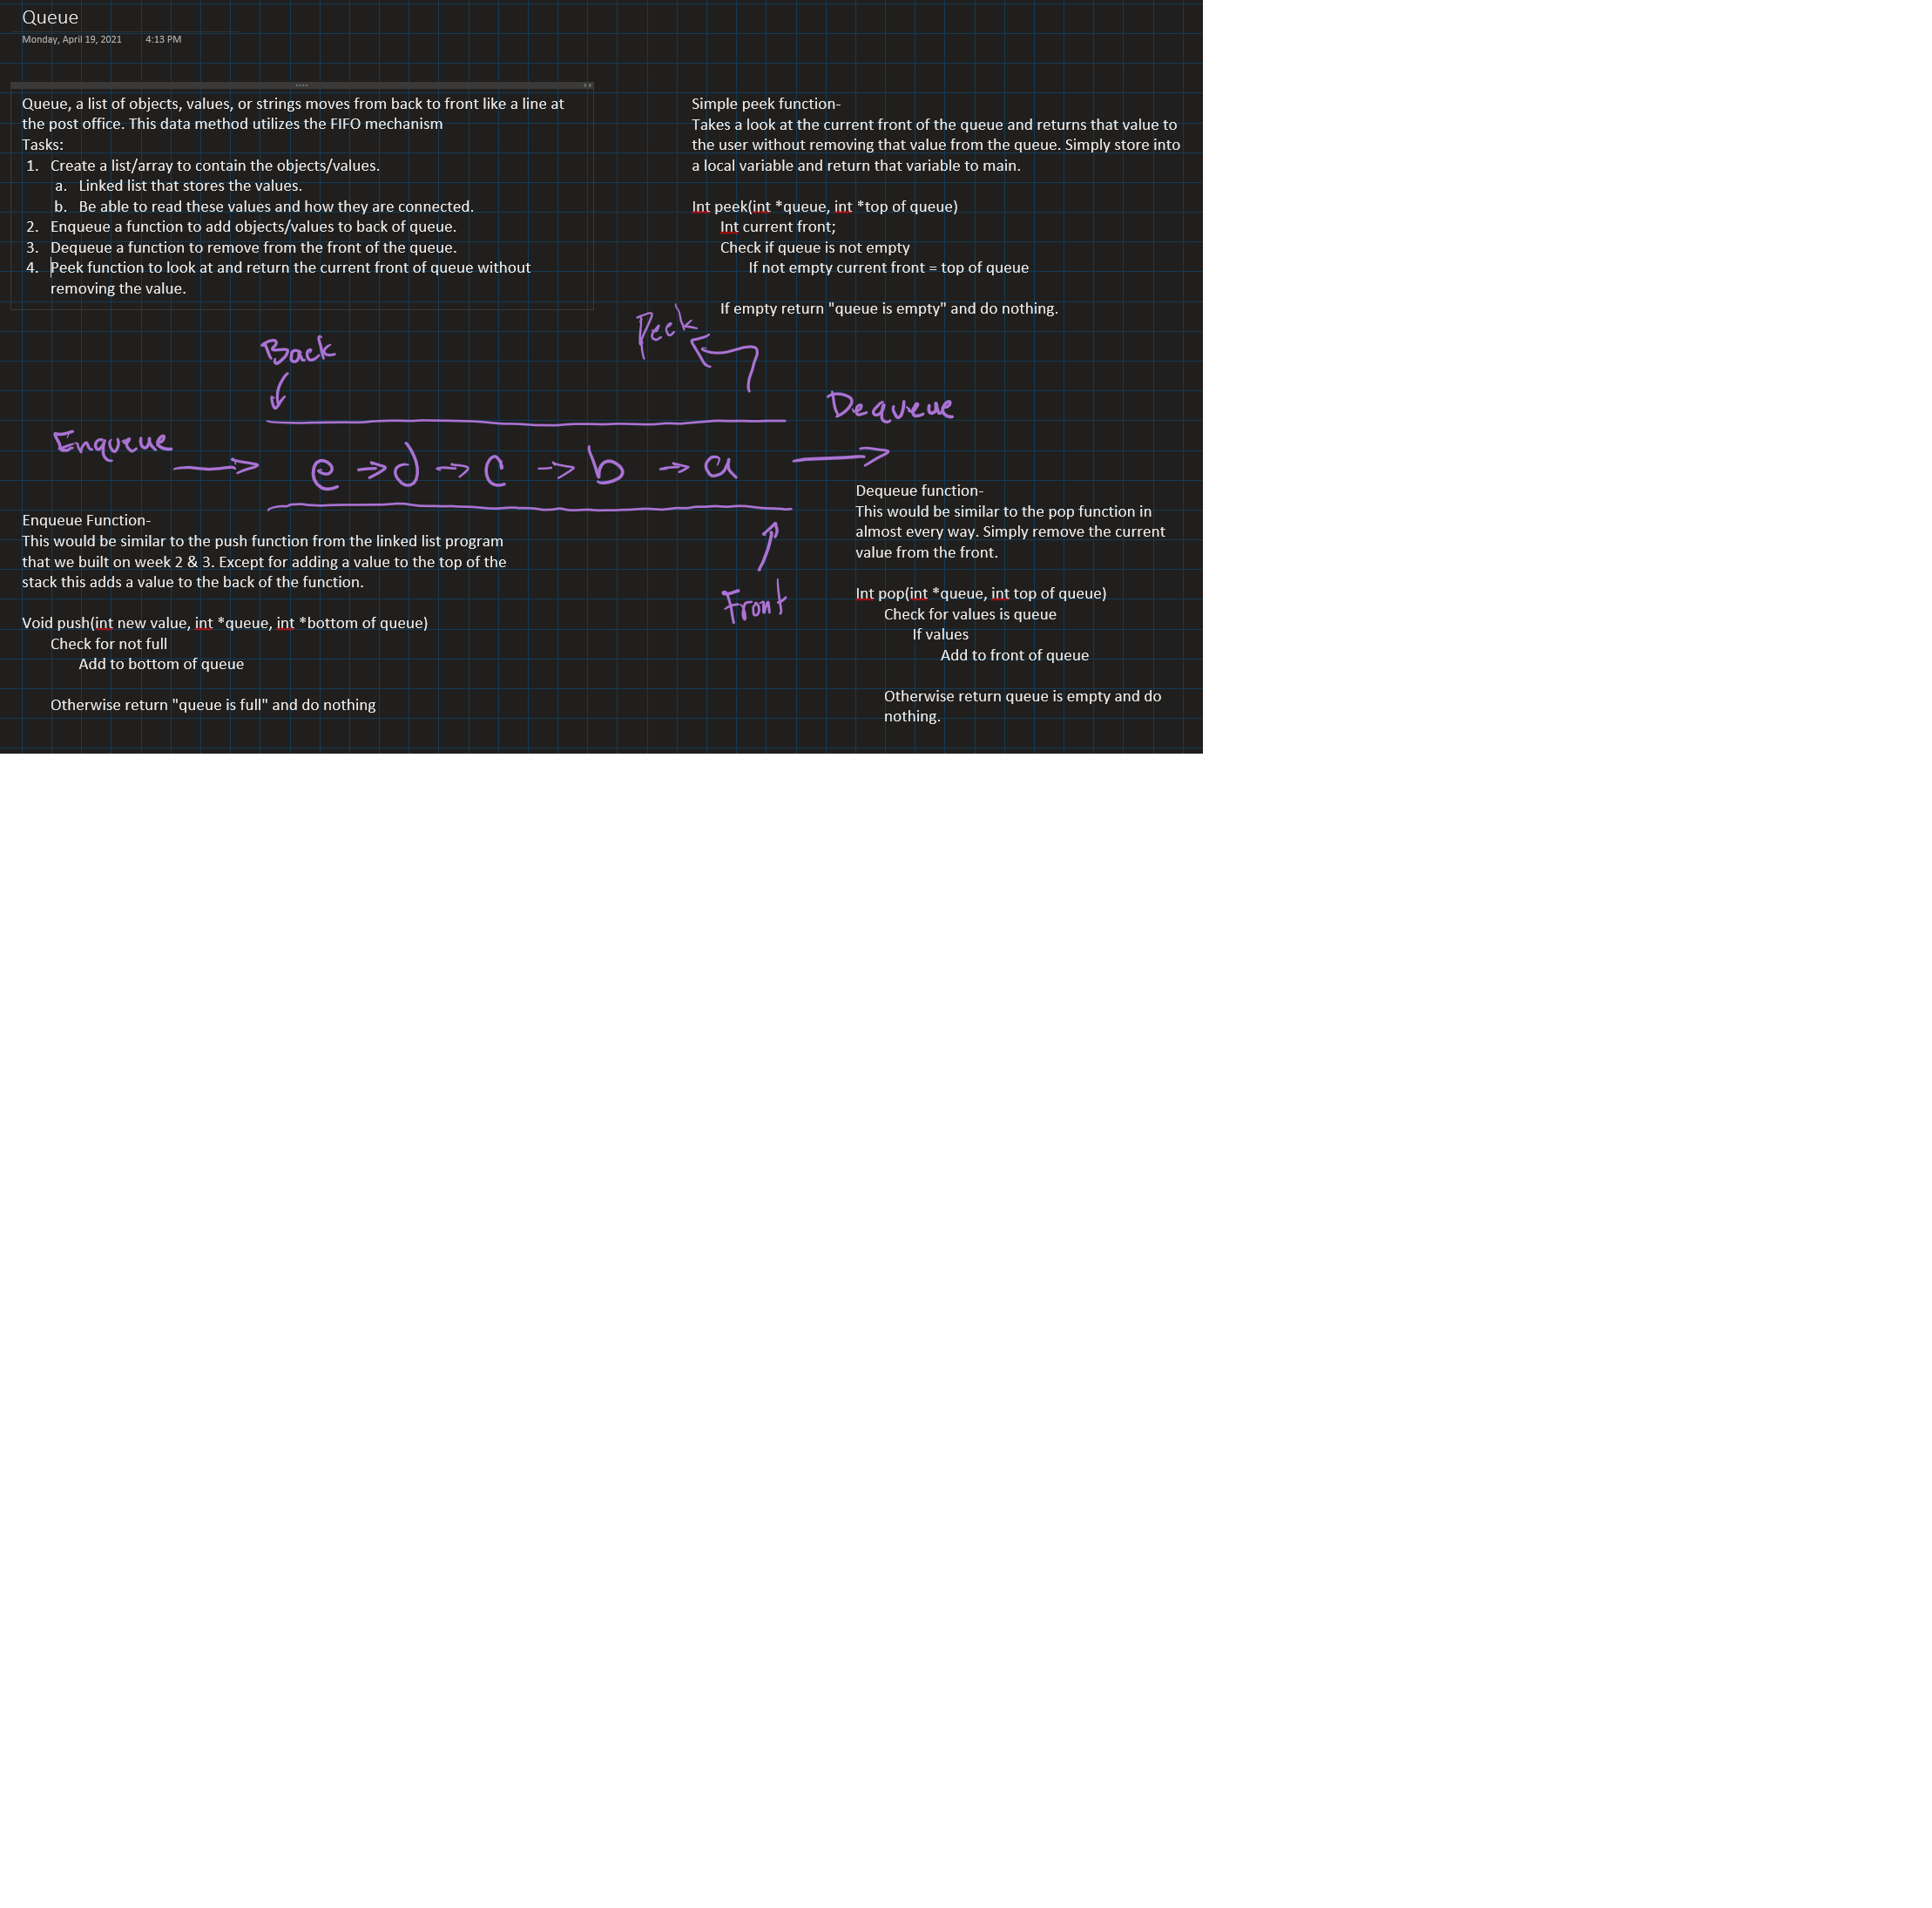 Queue
Monday, April 19, 2021 4:13 PM
Queue, a list of objects, values, or strings moves from back to front like a line at
the post office. This data method utilizes the FIFO mechanism
Tasks:
1. Create a list/array to contain the objects/values.
a. Linked list that stores the values.
b. Be able to read these values and how they are connected.
2. Enqueue a function to add objects/values to back of queue.
3. Dequeue a function to remove from the front of the queue.
4. Peek function to look at and return the current front of queue without
removing the value.
Simple peek function-
Takes a look at the current front of the queue and returns that value to
the user without removing that value from the queue. Simply store into
a local variable and return that variable to main.
Int peek(int *queue, int *top of queue)
Int current front;
Check if queue is not empty
If not empty current front = top of queue
If empty return "queue is empty" and do nothing.
Back
Peek
Dequeue
Enqueue
e → d → c → b → a
Front
Enqueue Function-
This would be similar to the push function from the linked list program
that we built on week 2 & 3. Except for adding a value to the top of the
stack this adds a value to the back of the function.
Void push(int new value, int *queue, int *bottom of queue)
Check for not full
Add to bottom of queue
Otherwise return "queue is full" and do nothing
Dequeue function-
This would be similar to the pop function in
almost every way. Simply remove the current
value from the front.
Int pop(int *queue, int top of queue)
Check for values is queue
If values
Add to front of queue
Otherwise return queue is empty and do
nothing.